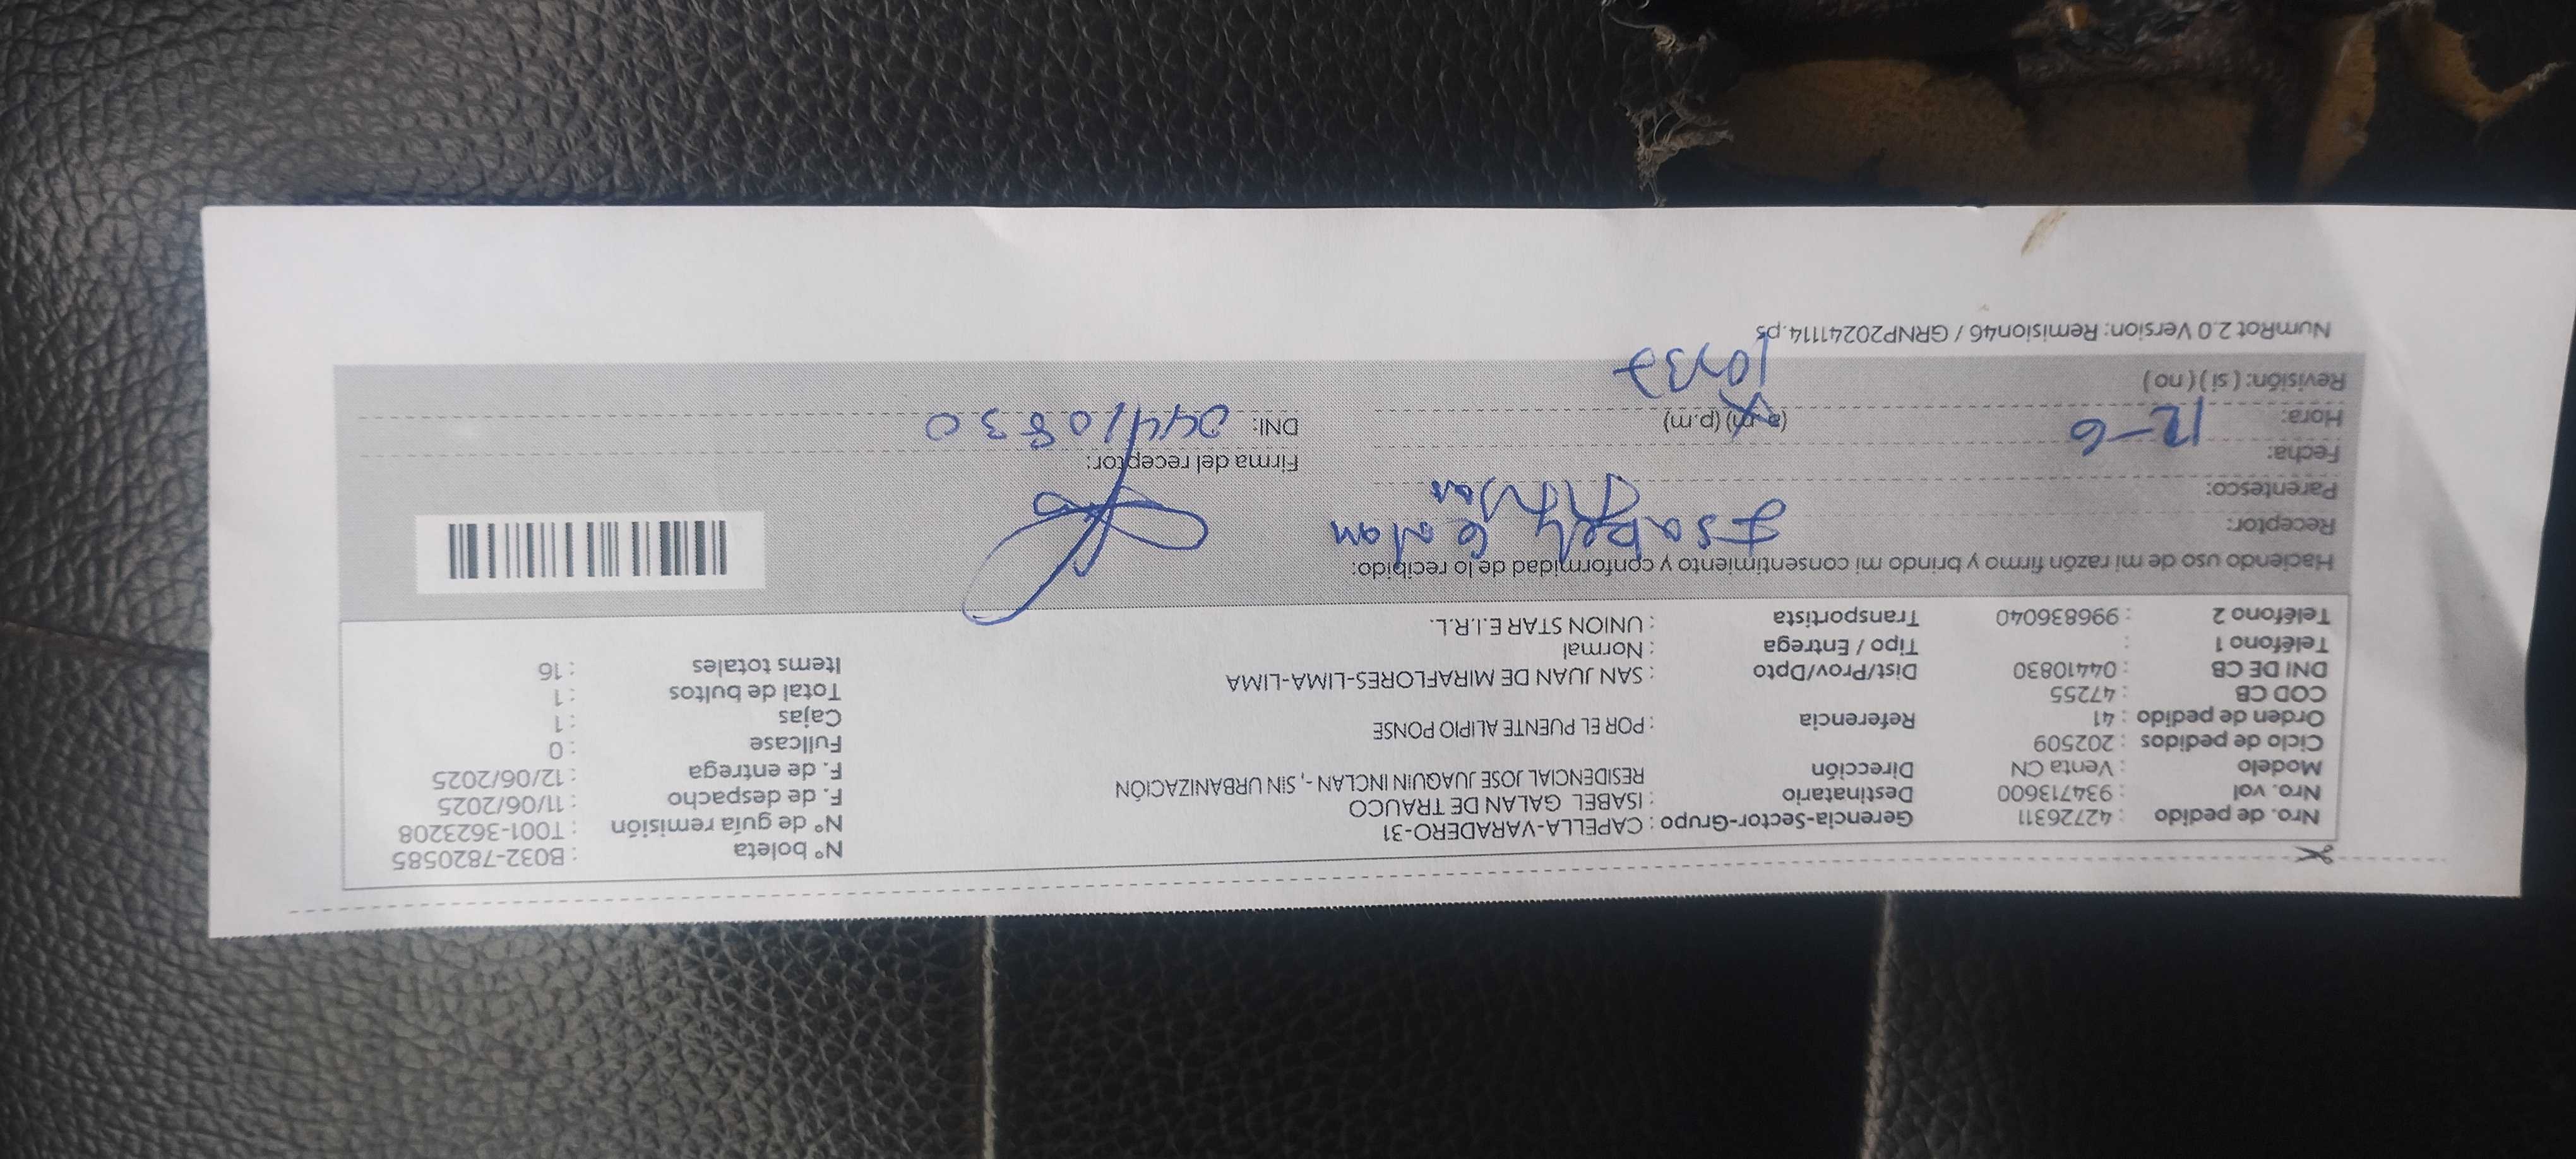 Nro. de pedido : 42726311 Gerencia-Sector-Grupo : CAPELLA-VARADERO-31 N° boleta : B032-7820585
Nro. vol : 934713600 Destinatario : ISABEL GALAN DE TRAUCO N° de guía remisión : T001-3623208
Modelo : Venta CN Dirección RESIDENCIAL JOSE JUAQUIN INCLAN -, SIN URBANIZACIÓN F. de despacho : 11/06/2025
Ciclo de pedidos : 202509 F. de entrega : 12/06/2025
Orden de pedido : 41 Referencia : POR EL PUENTE ALIPIO PONSE Fullcase : 0
COD CB : 47255 Cajas : 1
DNI DE CB : 04410830 Dist/Prov/Dpto : SAN JUAN DE MIRAFLORES-LIMA-LIMA Total de bultos : 1
Teléfono 1 : Tipo / Entrega : Normal Items totales : 16
Teléfono 2 : 996836040 Transportista : UNION STAR E.I.R.L.
Haciendo uso de mi razón firmo y brindo mi consentimiento y conformidad de lo recibido:
Receptor: Isabel Galan
Parentesco:
Fecha: 12-6 Firma del receptor:
Hora: (a.m) (p.m) DNI: 04410830
Revisión: ( si ) ( no ) 10:37
NumRot 2.0 Version: Remision46 / GRNP20241114.p5